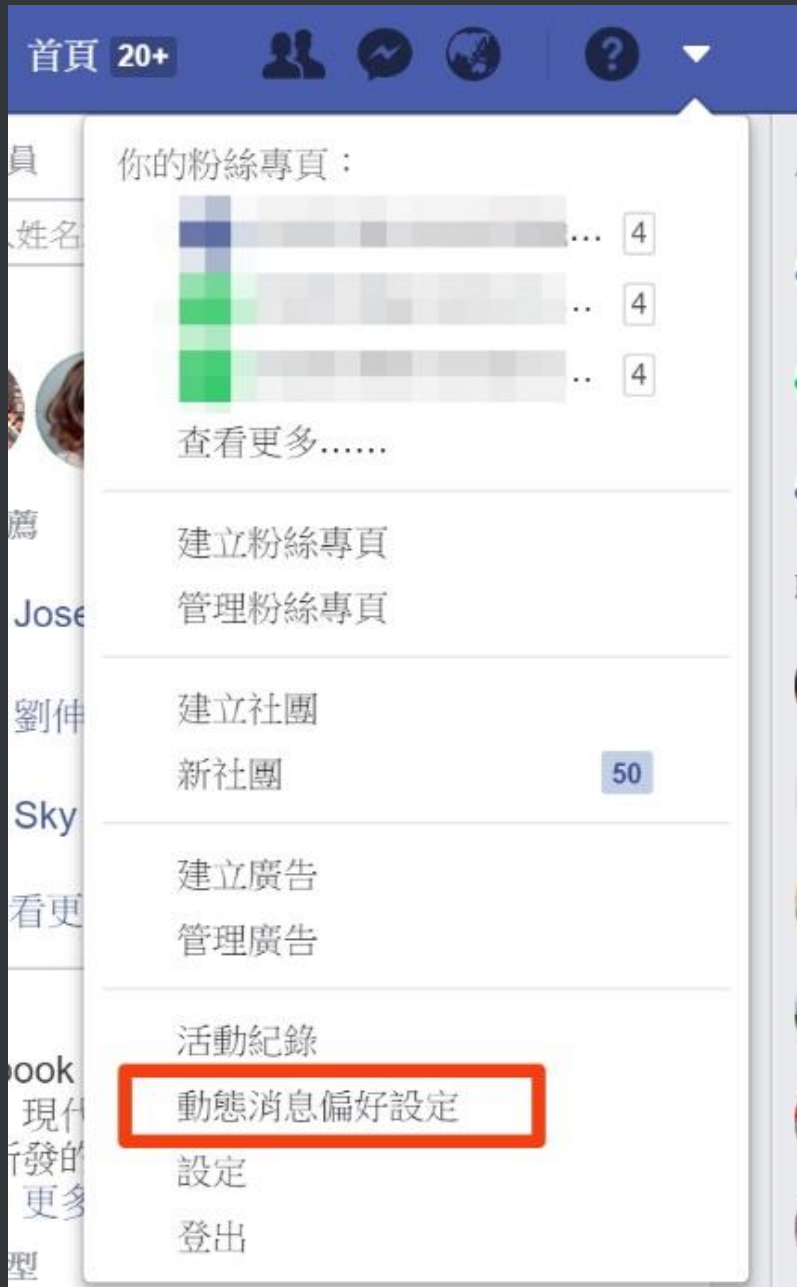 首頁 20+
員
你的粉絲專頁：
姓名
... 4
.. 4
.. 4
查看更多......
薦
建立粉絲專頁
Jose
管理粉絲專頁
劉仲
建立社團
新社團 50
Sky
建立廣告
看更
管理廣告
活動紀錄
ook
動態消息偏好設定
現代
發的
設定
更多
登出
型